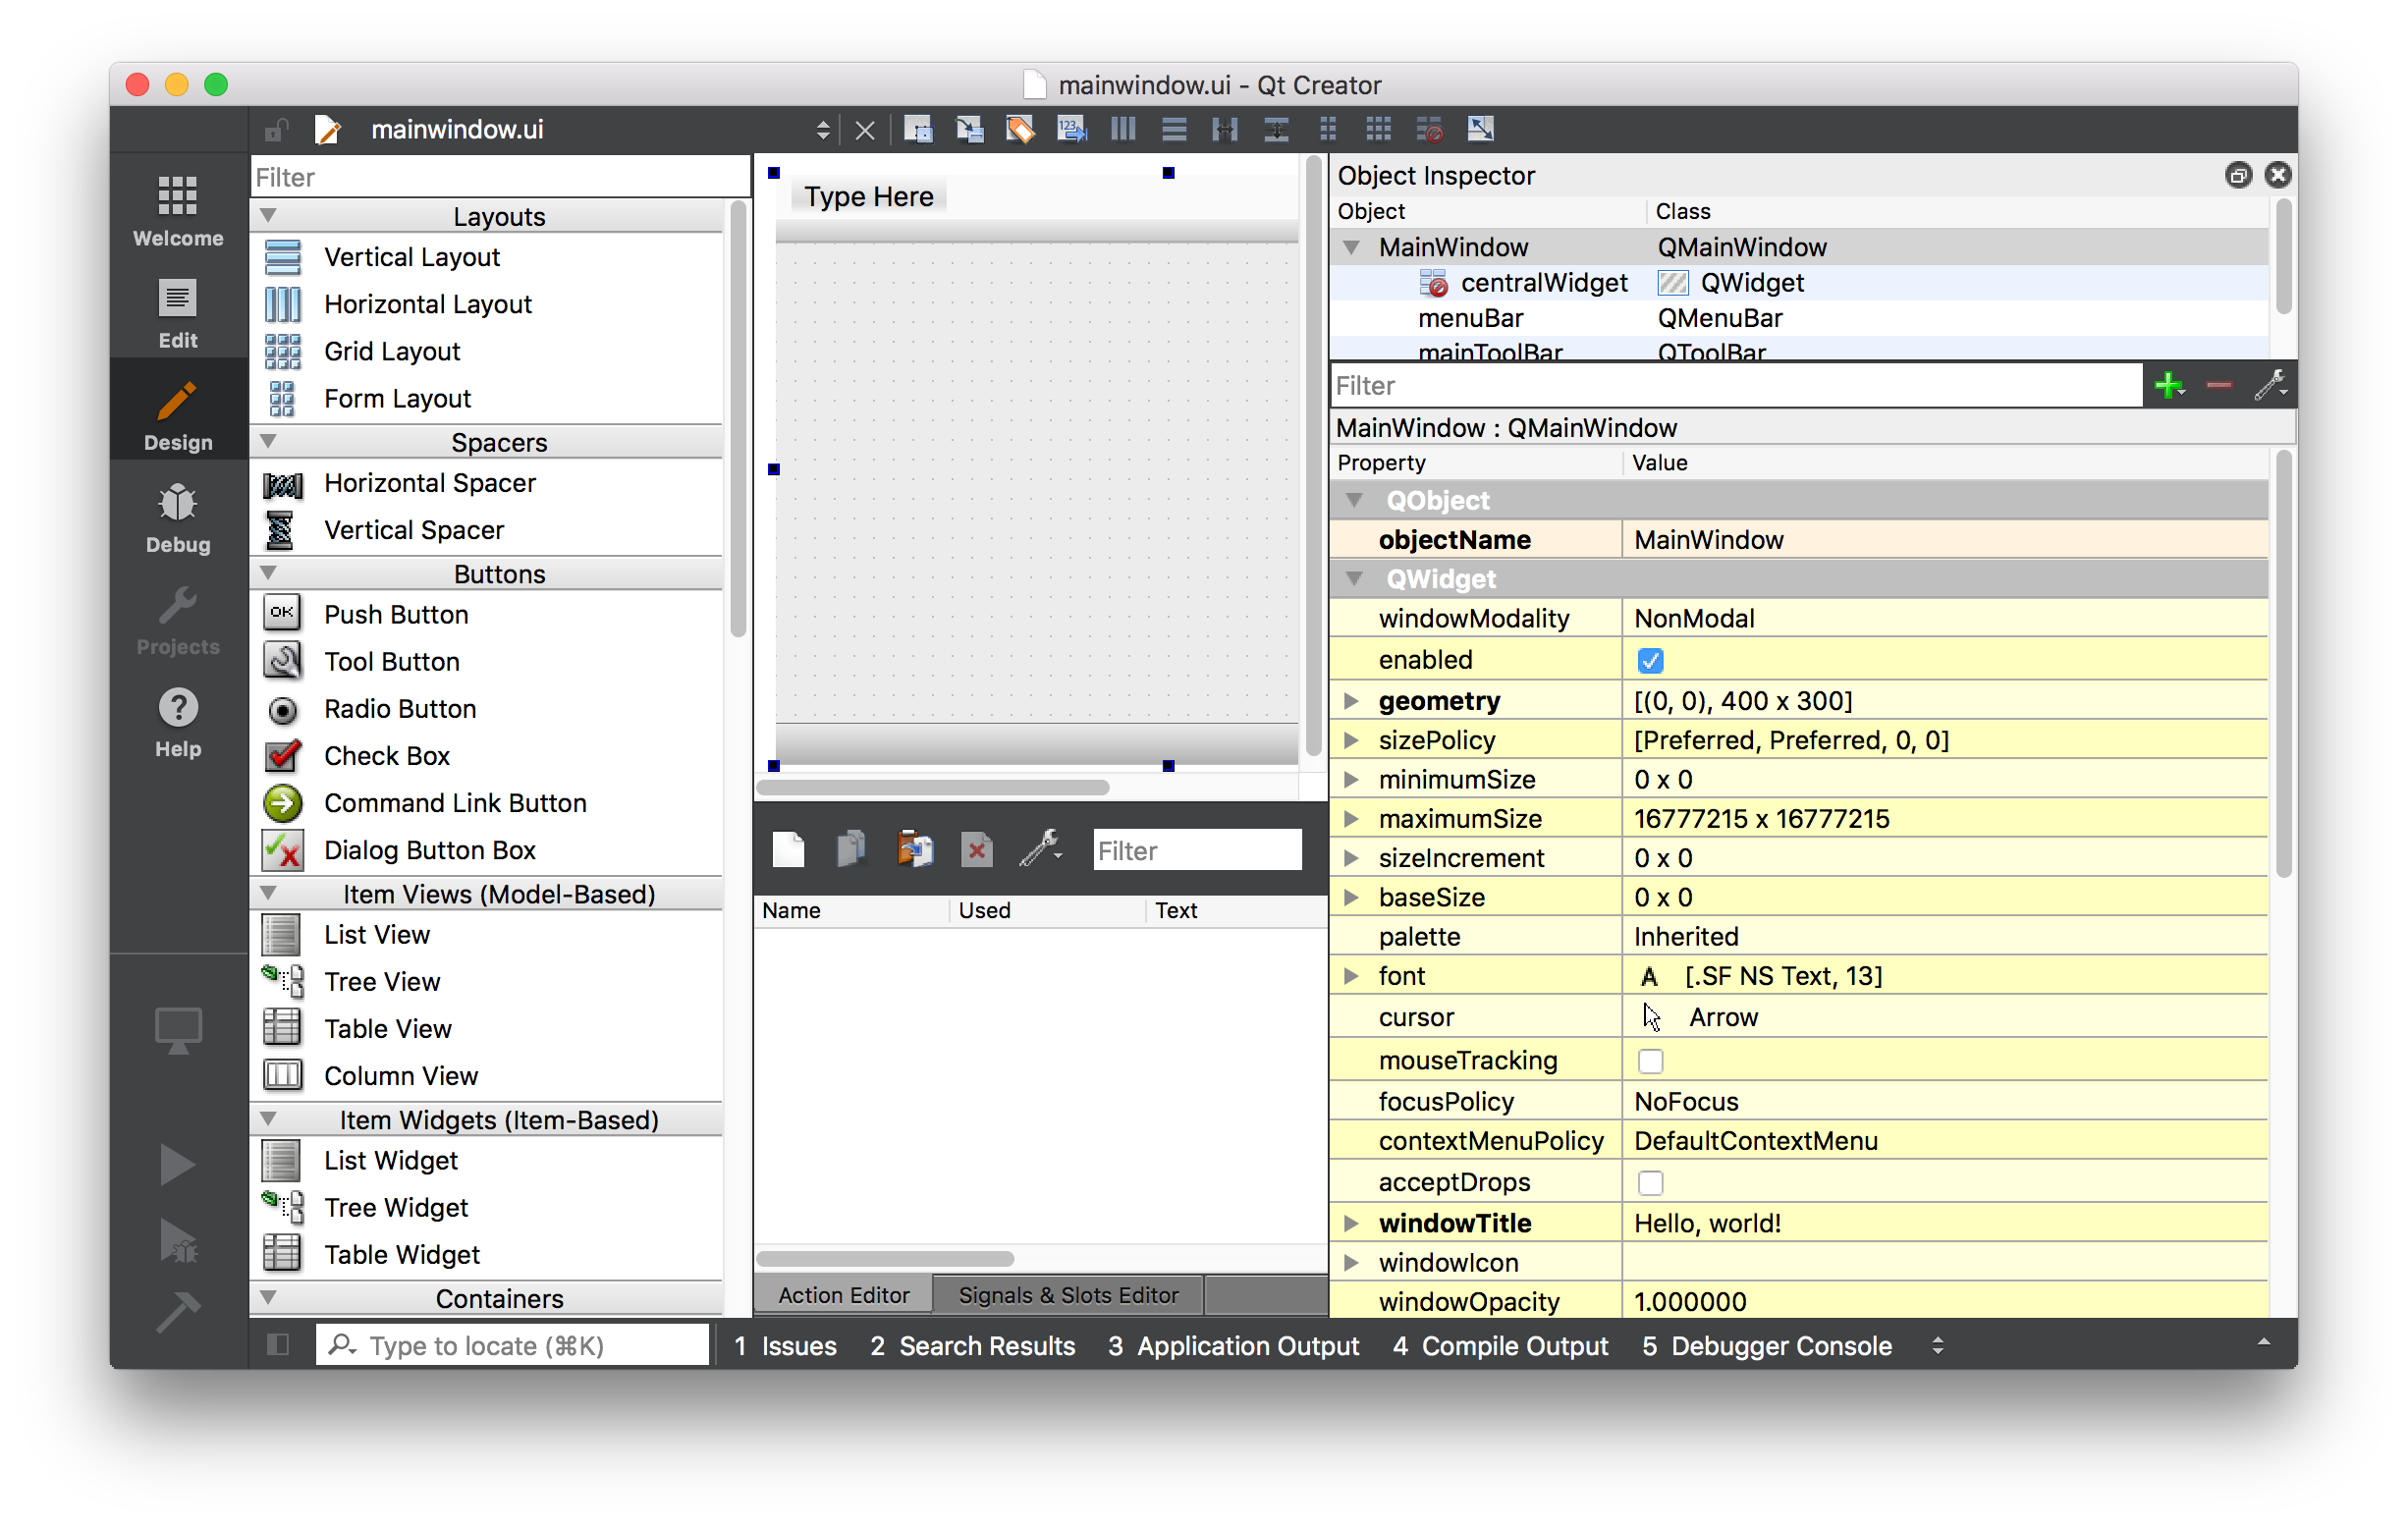 mainwindow.ui - Qt Creator
mainwindow.ui
Welcome
Edit
Design
Debug
Projects
Help
Filter
Layouts
Vertical Layout
Horizontal Layout
Grid Layout
Form Layout
Spacers
Horizontal Spacer
Vertical Spacer
Buttons
OK Push Button
Tool Button
Radio Button
Check Box
Command Link Button
Dialog Button Box
Item Views (Model-Based)
List View
Tree View
Table View
Column View
Item Widgets (Item-Based)
List Widget
Tree Widget
Table Widget
Containers
Type Here
Filter
Name Used Text
Action Editor Signals & Slots Editor
Object Inspector
Object Class
MainWindow QMainWindow
centralWidget QWidget
menuBar QMenuBar
mainToolBar QToolBar
Filter
MainWindow : QMainWindow
Property Value
QObject
objectName MainWindow
QWidget
windowModality NonModal
enabled
geometry [(0, 0), 400 x 300]
sizePolicy [Preferred, Preferred, 0, 0]
minimumSize 0 x 0
maximumSize 16777215 x 16777215
sizeIncrement 0 x 0
baseSize 0 x 0
palette Inherited
font A [.SF NS Text, 13]
cursor Arrow
mouseTracking
focusPolicy NoFocus
contextMenuPolicy DefaultContextMenu
acceptDrops
windowTitle Hello, world!
windowIcon
windowOpacity 1.000000
Type to locate (⌘K) 1 Issues 2 Search Results 3 Application Output 4 Compile Output 5 Debugger Console